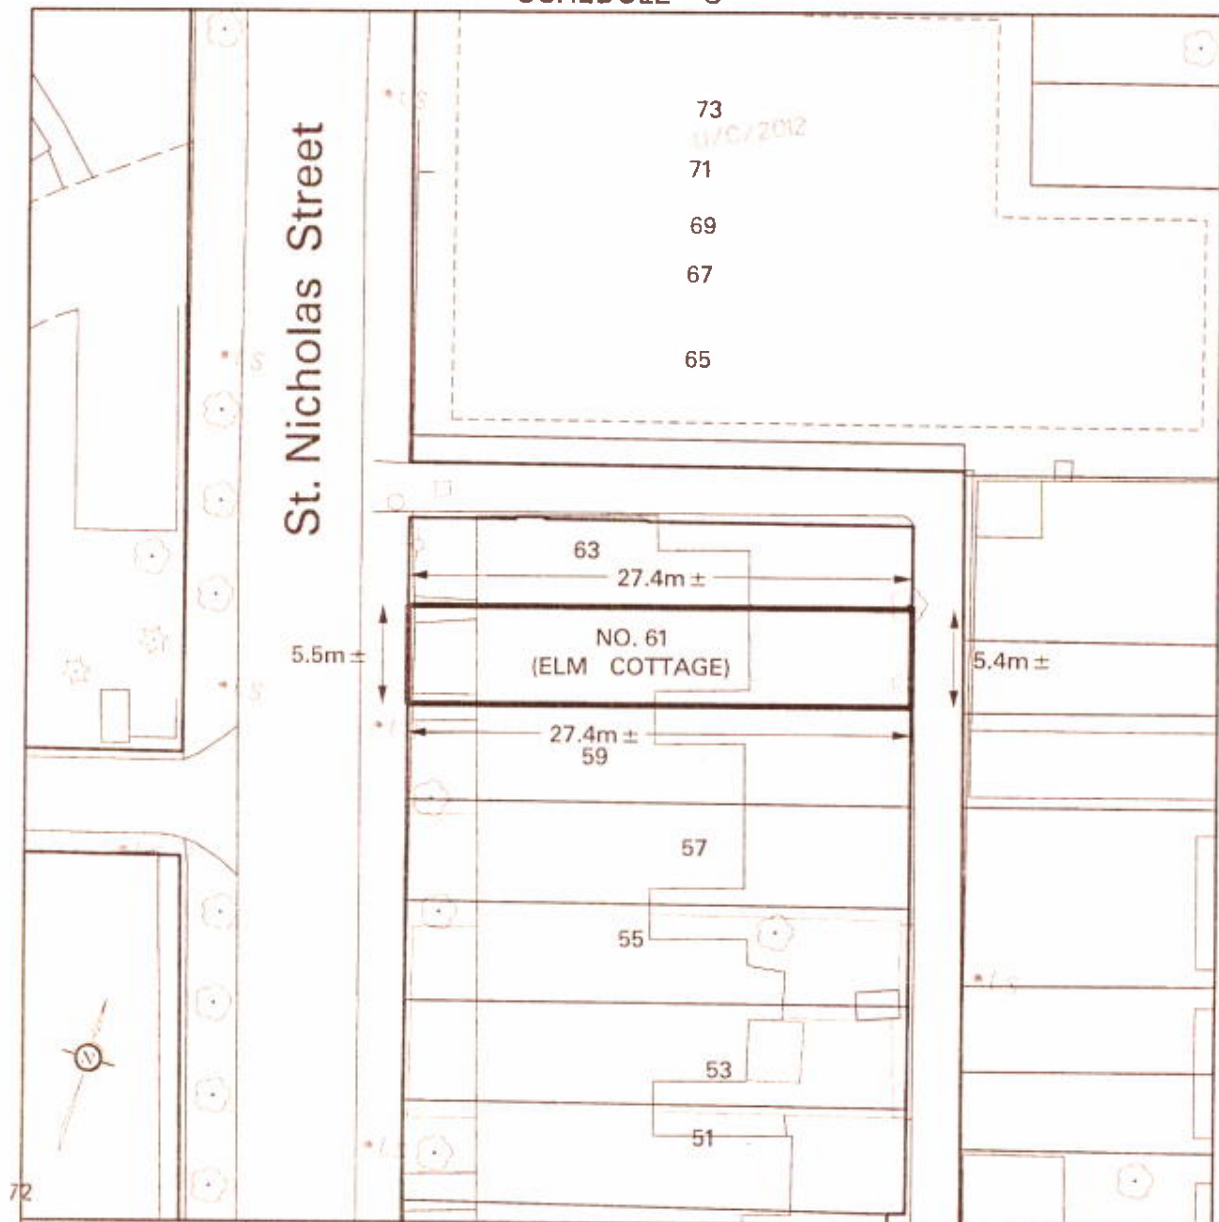 73
U/C/2012
71
69
67
65
St. Nicholas Street
63
27.4m ±
NO. 61
(ELM COTTAGE)
5.5m ±
5.4m ±
27.4m ±
59
57
55
53
51
72